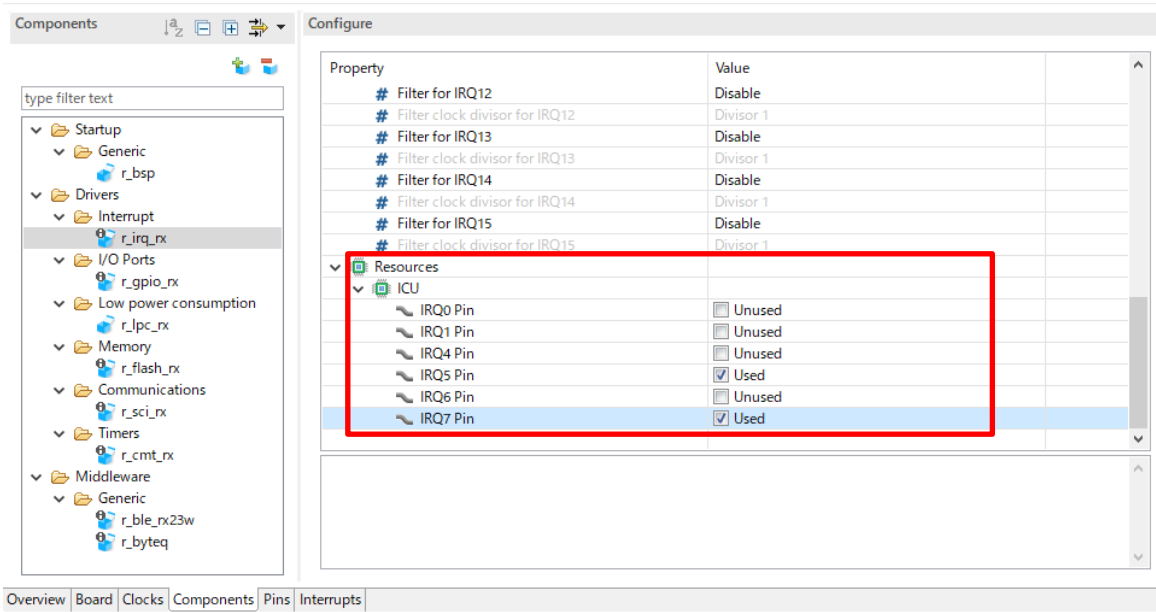 Components
Configure
type filter text
Startup
Generic
r_bsp
Drivers
Interrupt
r_irq_rx
I/O Ports
r_gpio_rx
Low power consumption
r_lpc_rx
Memory
r_flash_rx
Communications
r_sci_rx
Timers
r_cmt_rx
Middleware
Generic
r_ble_rx23w
r_byteq
Property Value
# Filter for IRQ12 Disable
# Filter clock divisor for IRQ12 Divisor 1
# Filter for IRQ13 Disable
# Filter clock divisor for IRQ13 Divisor 1
# Filter for IRQ14 Disable
# Filter clock divisor for IRQ14 Divisor 1
# Filter for IRQ15 Disable
# Filter clock divisor for IRQ15 Divisor 1
Resources
ICU
IRQ0 Pin Unused
IRQ1 Pin Unused
IRQ4 Pin Unused
IRQ5 Pin Used
IRQ6 Pin Unused
IRQ7 Pin Used
Overview Board Clocks Components Pins Interrupts